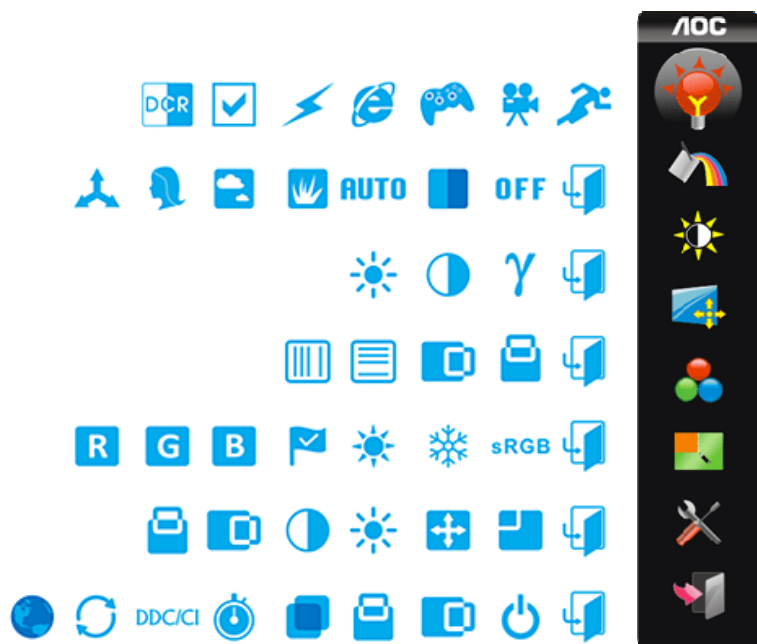 AOC
DCR
AUTO OFF
γ
R G B sRGB
DDC/CI